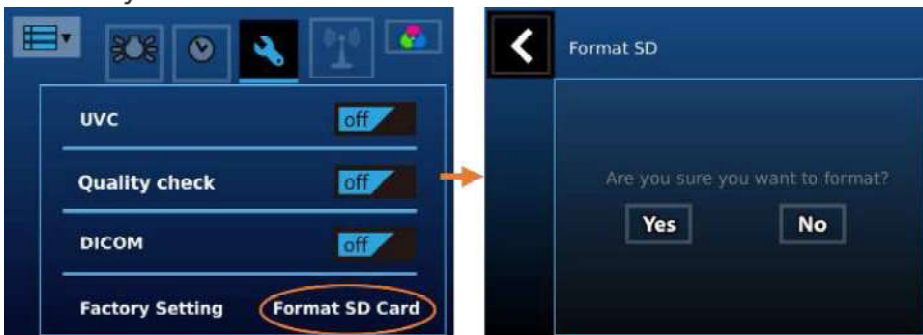 UVC off
Quality check off
DICOM off
Factory Setting Format SD Card
Format SD
Are you sure you want to format?
Yes No